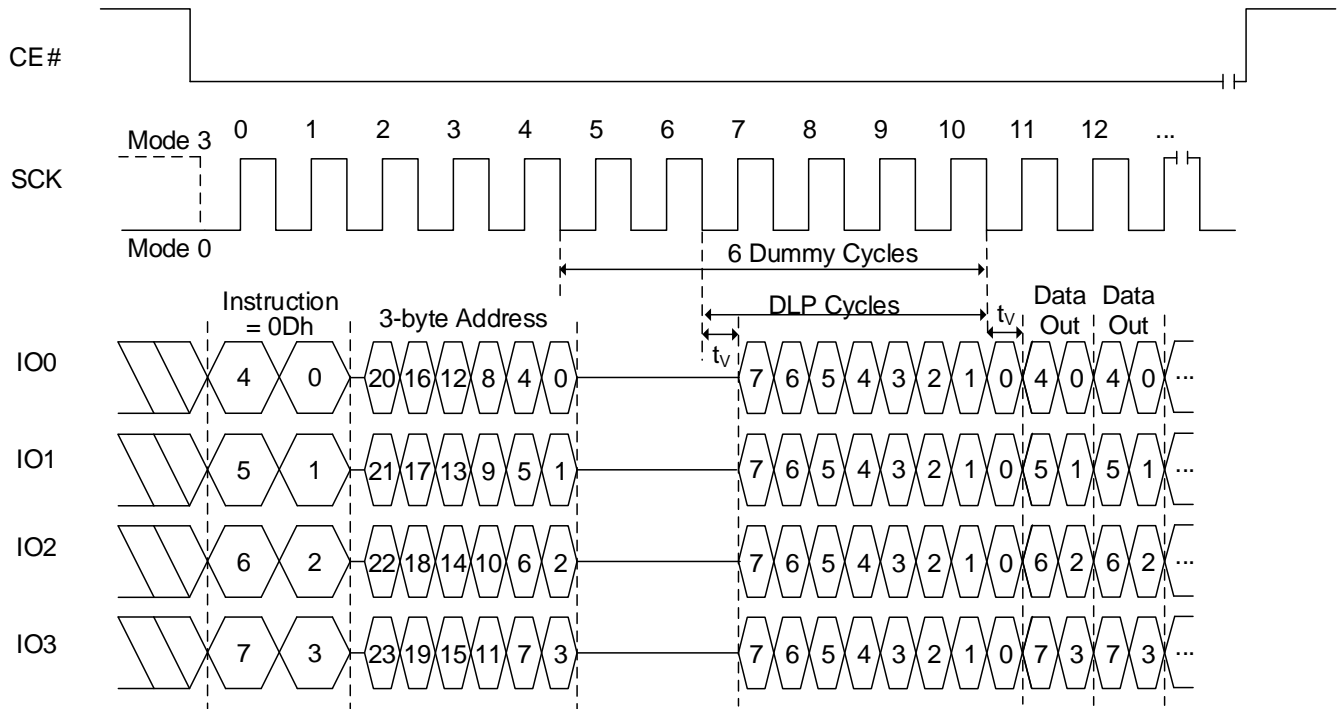 CE#
0 1 2 3 4 5 6 7 8 9 10 11 12 ...
Mode 3
SCK
Mode 0
6 Dummy Cycles
Instruction = 0Dh
3-byte Address
DLP Cycles
tV
tV
Data Out
Data Out
IO0 4 0 20 16 12 8 4 0 7 6 5 4 3 2 1 0 4 0 4 0 ...
IO1 5 1 21 17 13 9 5 1 7 6 5 4 3 2 1 0 5 1 5 1 ...
IO2 6 2 22 18 14 10 6 2 7 6 5 4 3 2 1 0 6 2 6 2 ...
IO3 7 3 23 19 15 11 7 3 7 6 5 4 3 2 1 0 7 3 7 3 ...